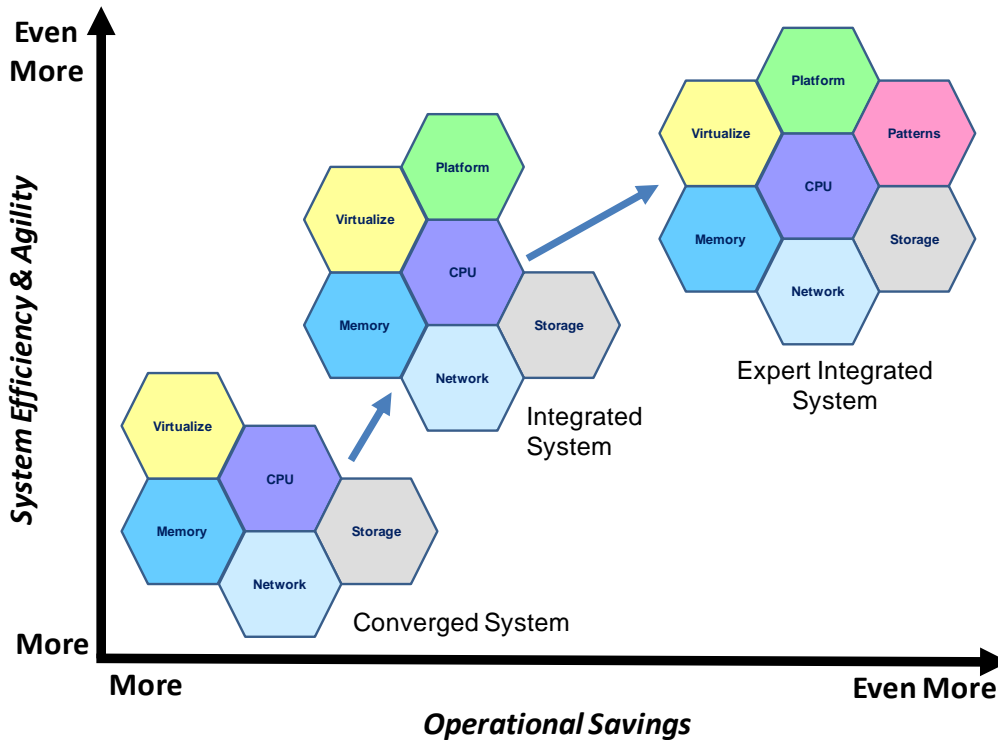 Even
More
System Efficiency & Agility
Platform
Virtualize
Patterns
CPU
Memory
Storage
Network
Expert Integrated
System
Platform
Virtualize
CPU
Memory
Storage
Network
Integrated
System
Virtualize
CPU
Memory
Storage
Network
Converged System
More
More
Even More
Operational Savings